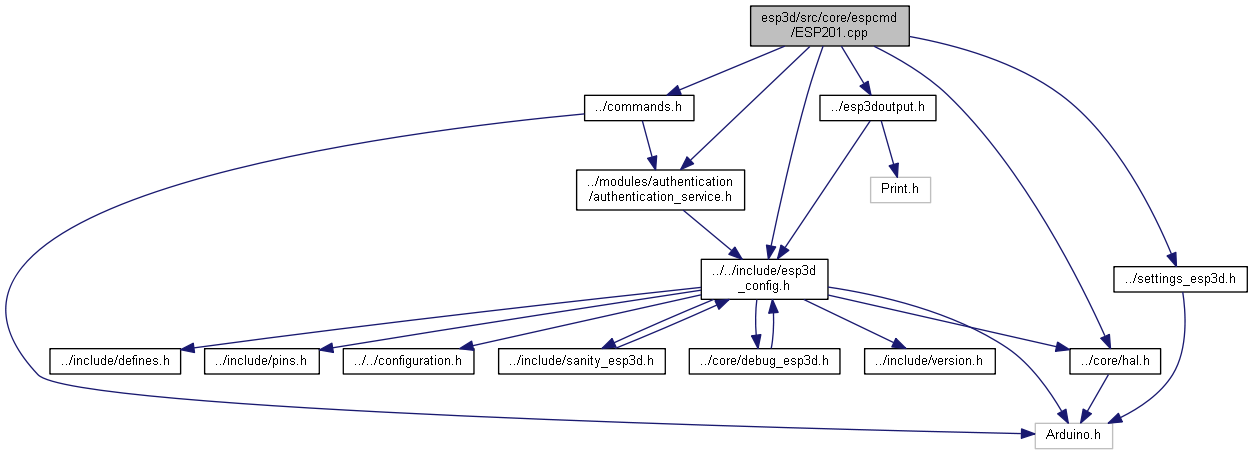 esp3d/src/core/espcmd
/ESP201.cpp
../commands.h
../esp3doutput.h
../modules/authentication
/authentication_service.h
Print.h
../../include/esp3d
_config.h
../settings_esp3d.h
../include/defines.h
../include/pins.h
../../configuration.h
../include/sanity_esp3d.h
../core/debug_esp3d.h
../include/version.h
../core/hal.h
Arduino.h